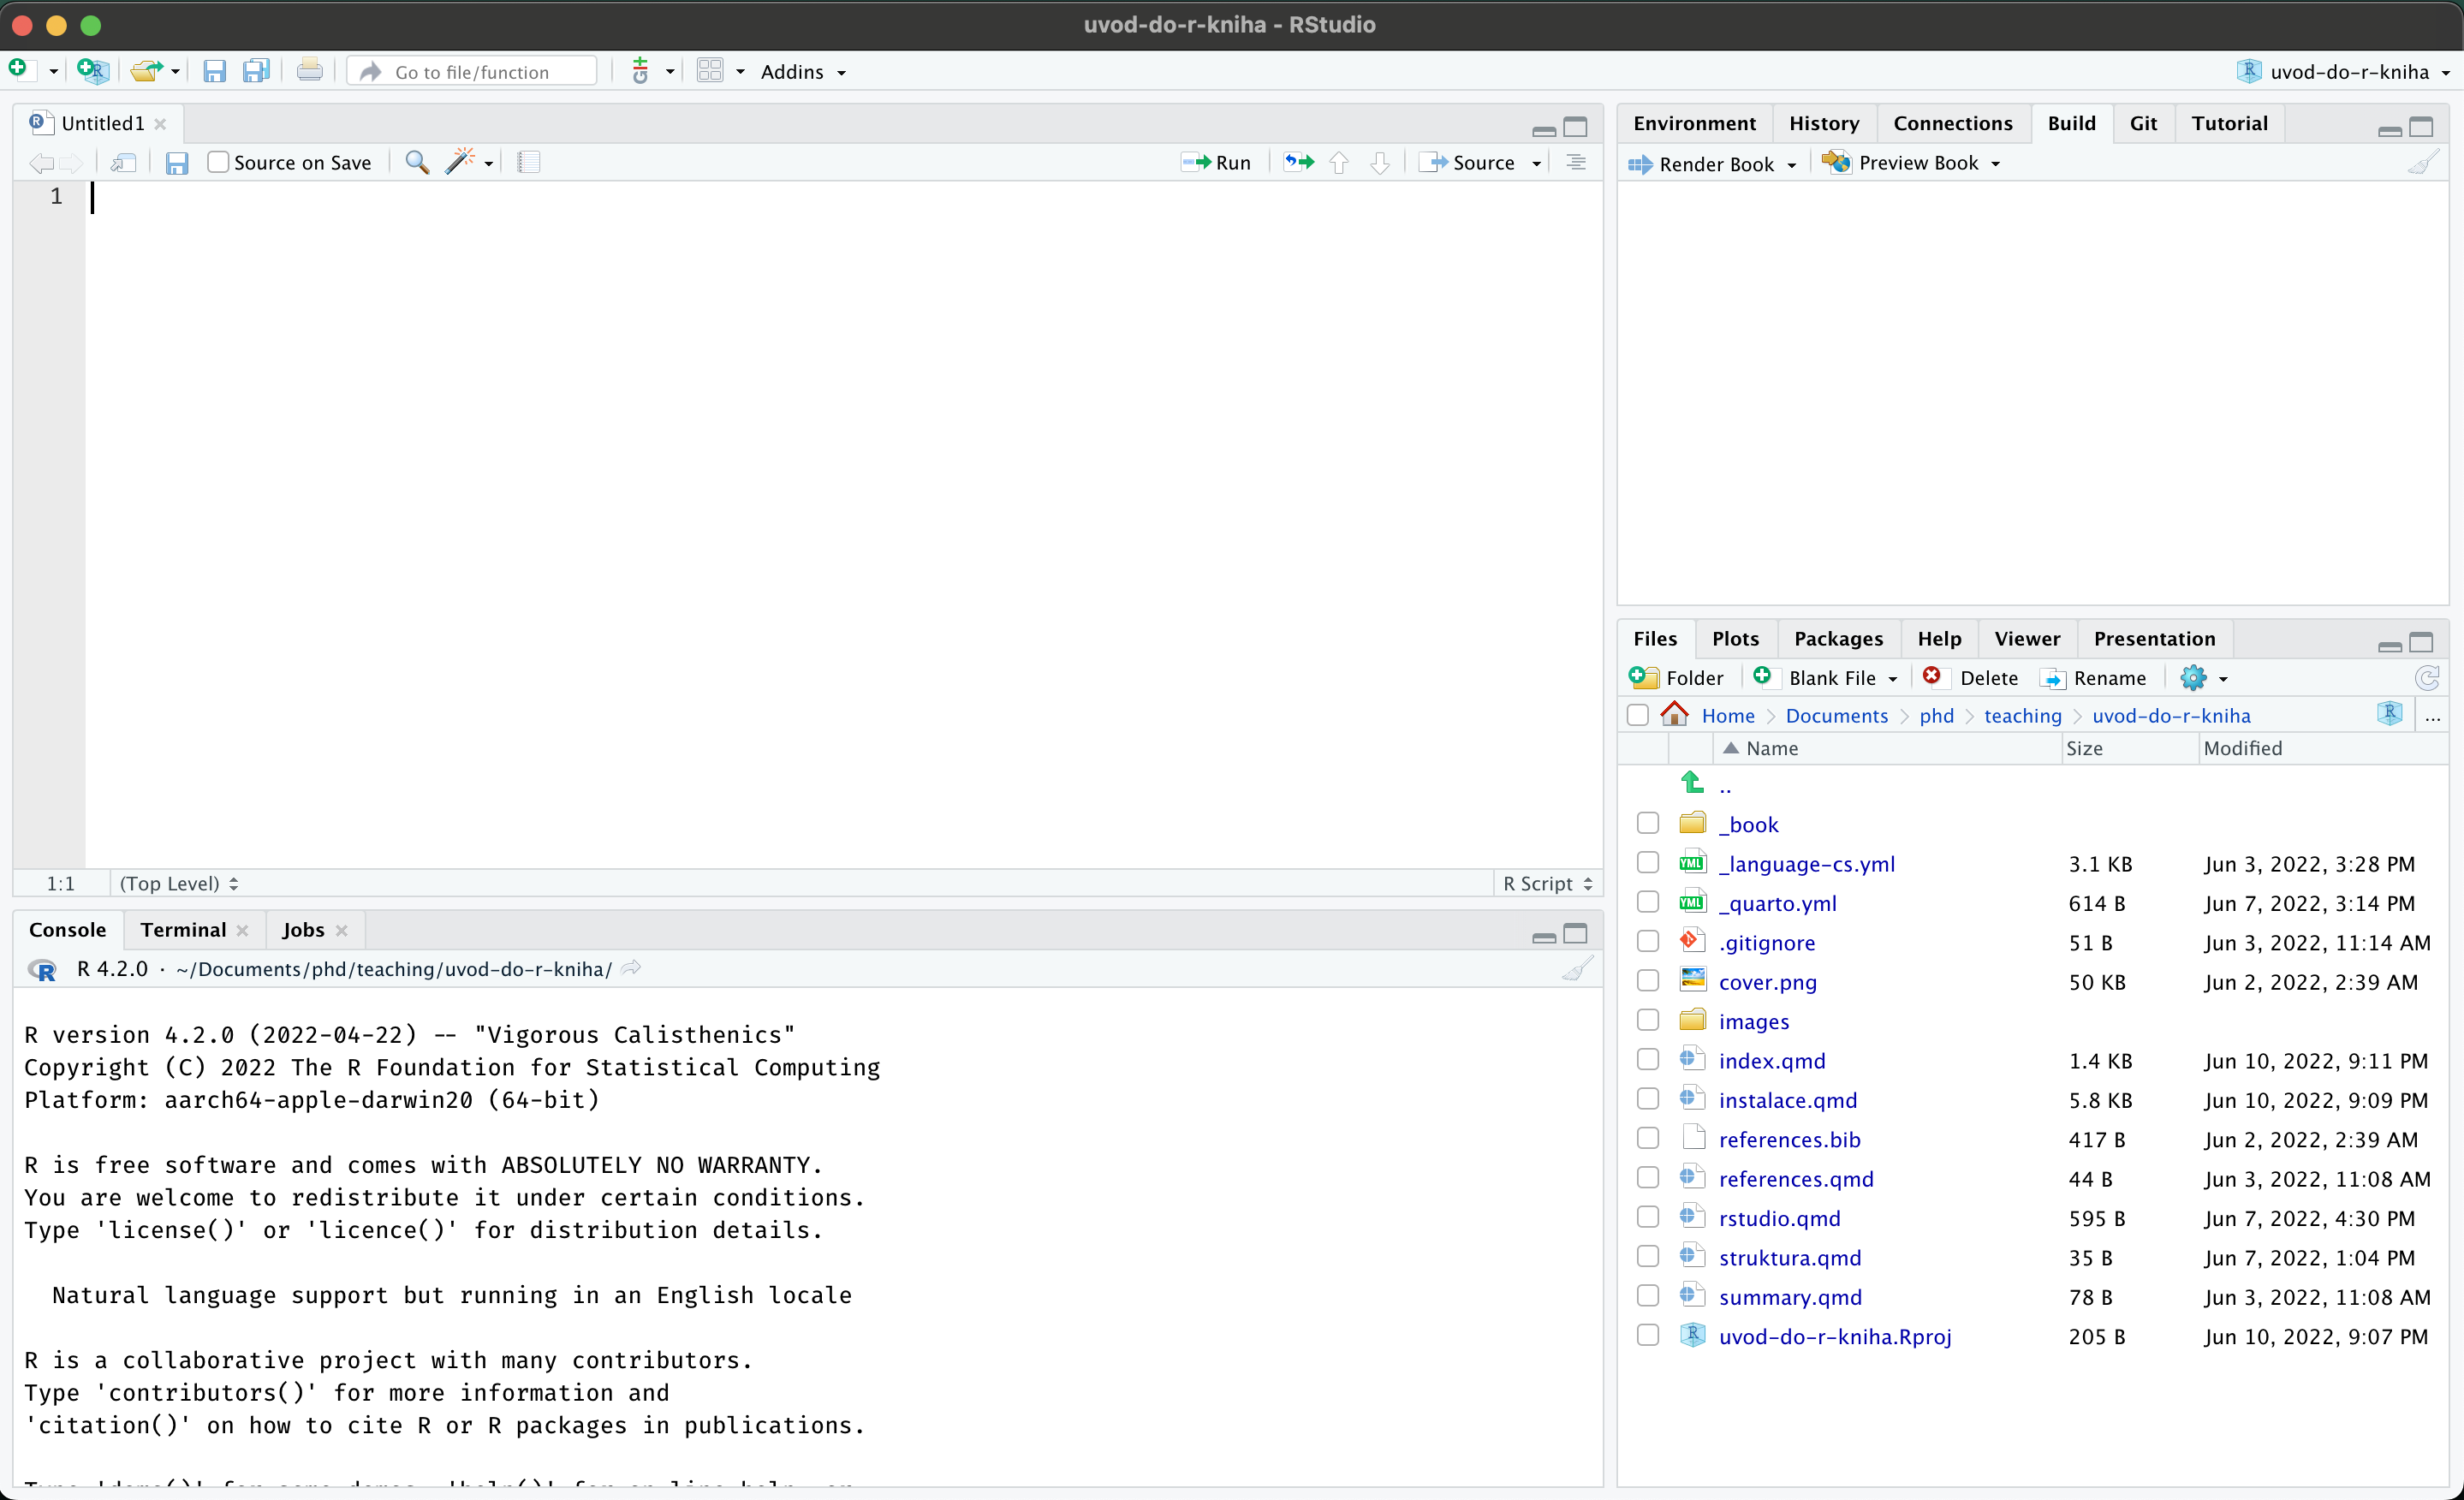 uvod-do-r-kniha - RStudio
Go to file/function
Addins
uvod-do-r-kniha
Untitled1
Source on Save
Run
Source
1
1:1
(Top Level)
R Script
Console
Terminal
Jobs
R 4.2.0 · ~/Documents/phd/teaching/uvod-do-r-kniha/
R version 4.2.0 (2022-04-22) -- "Vigorous Calisthenics"
Copyright (C) 2022 The R Foundation for Statistical Computing
Platform: aarch64-apple-darwin20 (64-bit)
R is free software and comes with ABSOLUTELY NO WARRANTY.
You are welcome to redistribute it under certain conditions.
Type 'license()' or 'licence()' for distribution details.
Natural language support but running in an English locale
R is a collaborative project with many contributors.
Type 'contributors()' for more information and
'citation()' on how to cite R or R packages in publications.
Type 'demo()' for some demos, 'help()' for on-line help, or
Environment
History
Connections
Build
Git
Tutorial
Render Book
Preview Book
Files
Plots
Packages
Help
Viewer
Presentation
Folder
Blank File
Delete
Rename
Home
Documents
phd
teaching
uvod-do-r-kniha
...
Name Size Modified
..
_book
_language-cs.yml 3.1 KB Jun 3, 2022, 3:28 PM
_quarto.yml 614 B Jun 7, 2022, 3:14 PM
.gitignore 51 B Jun 3, 2022, 11:14 AM
cover.png 50 KB Jun 2, 2022, 2:39 AM
images
index.qmd 1.4 KB Jun 10, 2022, 9:11 PM
instalace.qmd 5.8 KB Jun 10, 2022, 9:09 PM
references.bib 417 B Jun 2, 2022, 2:39 AM
references.qmd 44 B Jun 3, 2022, 11:08 AM
rstudio.qmd 595 B Jun 7, 2022, 4:30 PM
struktura.qmd 35 B Jun 7, 2022, 1:04 PM
summary.qmd 78 B Jun 3, 2022, 11:08 AM
uvod-do-r-kniha.Rproj 205 B Jun 10, 2022, 9:07 PM